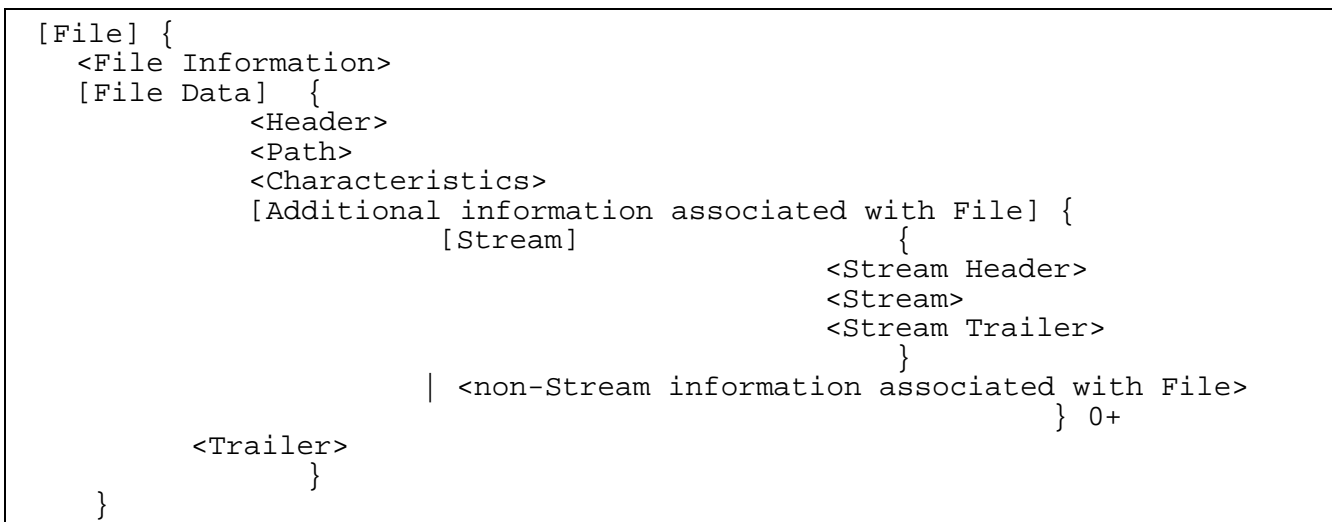 [File] {
<File Information>
[File Data] {
<Header>
<Path>
<Characteristics>
[Additional information associated with File] {
[Stream] {
<Stream Header>
<Stream>
<Stream Trailer>
}
| <non-Stream information associated with File>
} 0+
<Trailer>
}
}